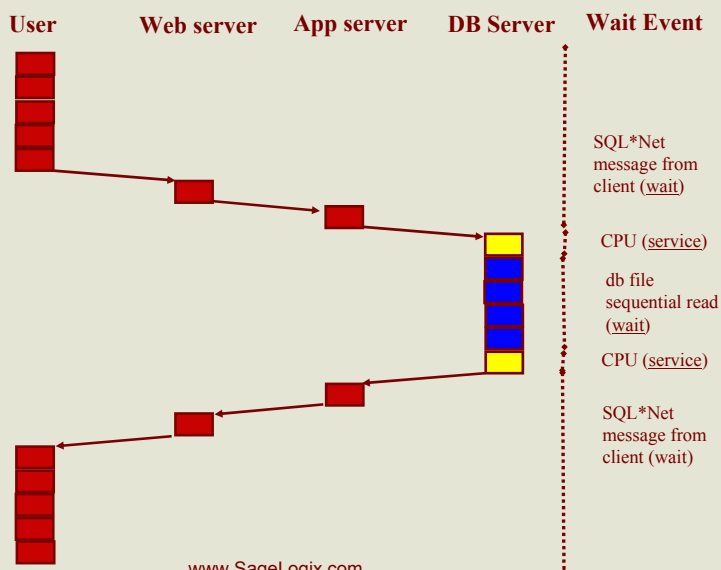 User Web server App server DB Server Wait Event
SQL*Net
message from
client (wait)
CPU (service)
db file
sequential read
(wait)
CPU (service)
SQL*Net
message from
client (wait)
www.SageLogix.com